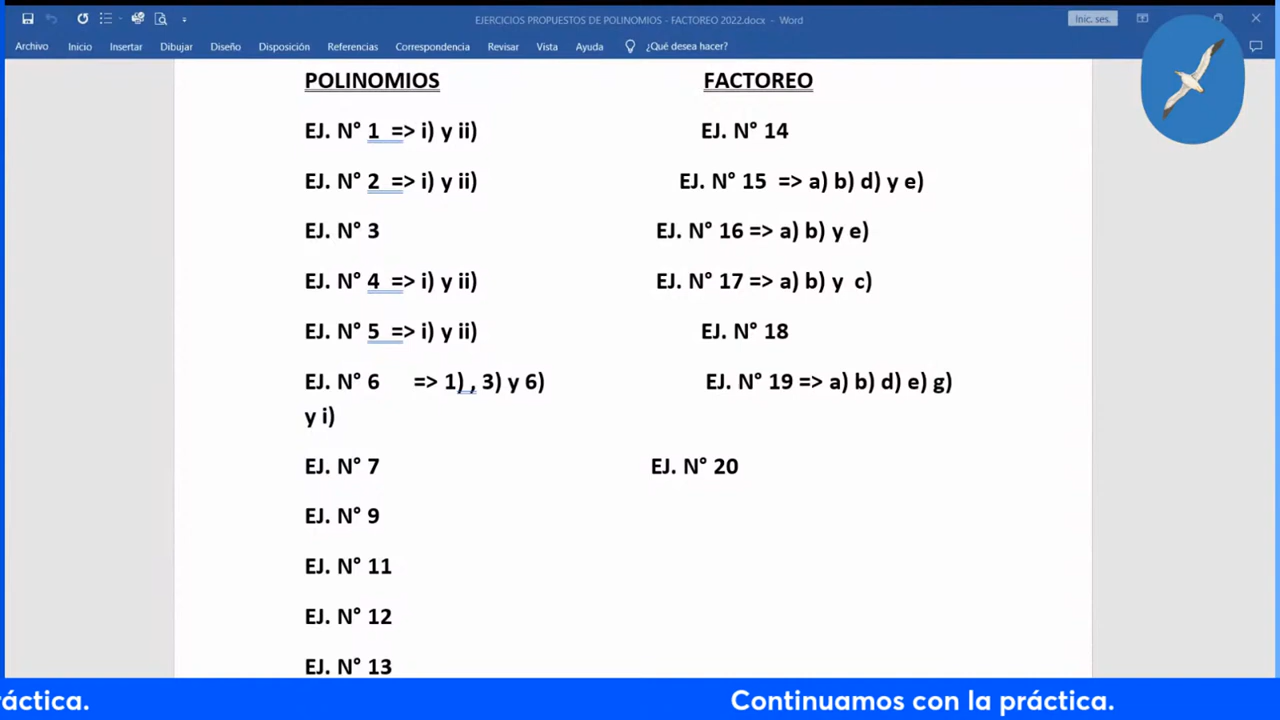 EJERCICIOS PROPUESTOS DE POLINOMIOS - FACTOREO 2022.docx - Word
Inic. ses.
Archivo Inicio Insertar Dibujar Diseño Disposición Referencias Correspondencia Revisar Vista Ayuda ¿Qué desea hacer?
POLINOMIOS FACTOREO
EJ. N° 1 => i) y ii) EJ. N° 14
EJ. N° 2 => i) y ii) EJ. N° 15 => a) b) d) y e)
EJ. N° 3 EJ. N° 16 => a) b) y e)
EJ. N° 4 => i) y ii) EJ. N° 17 => a) b) y c)
EJ. N° 5 => i) y ii) EJ. N° 18
EJ. N° 6 => 1) , 3) y 6) EJ. N° 19 => a) b) d) e) g)
y i)
EJ. N° 7 EJ. N° 20
EJ. N° 9
EJ. N° 11
EJ. N° 12
EJ. N° 13
ráctica. Continuamos con la práctica.